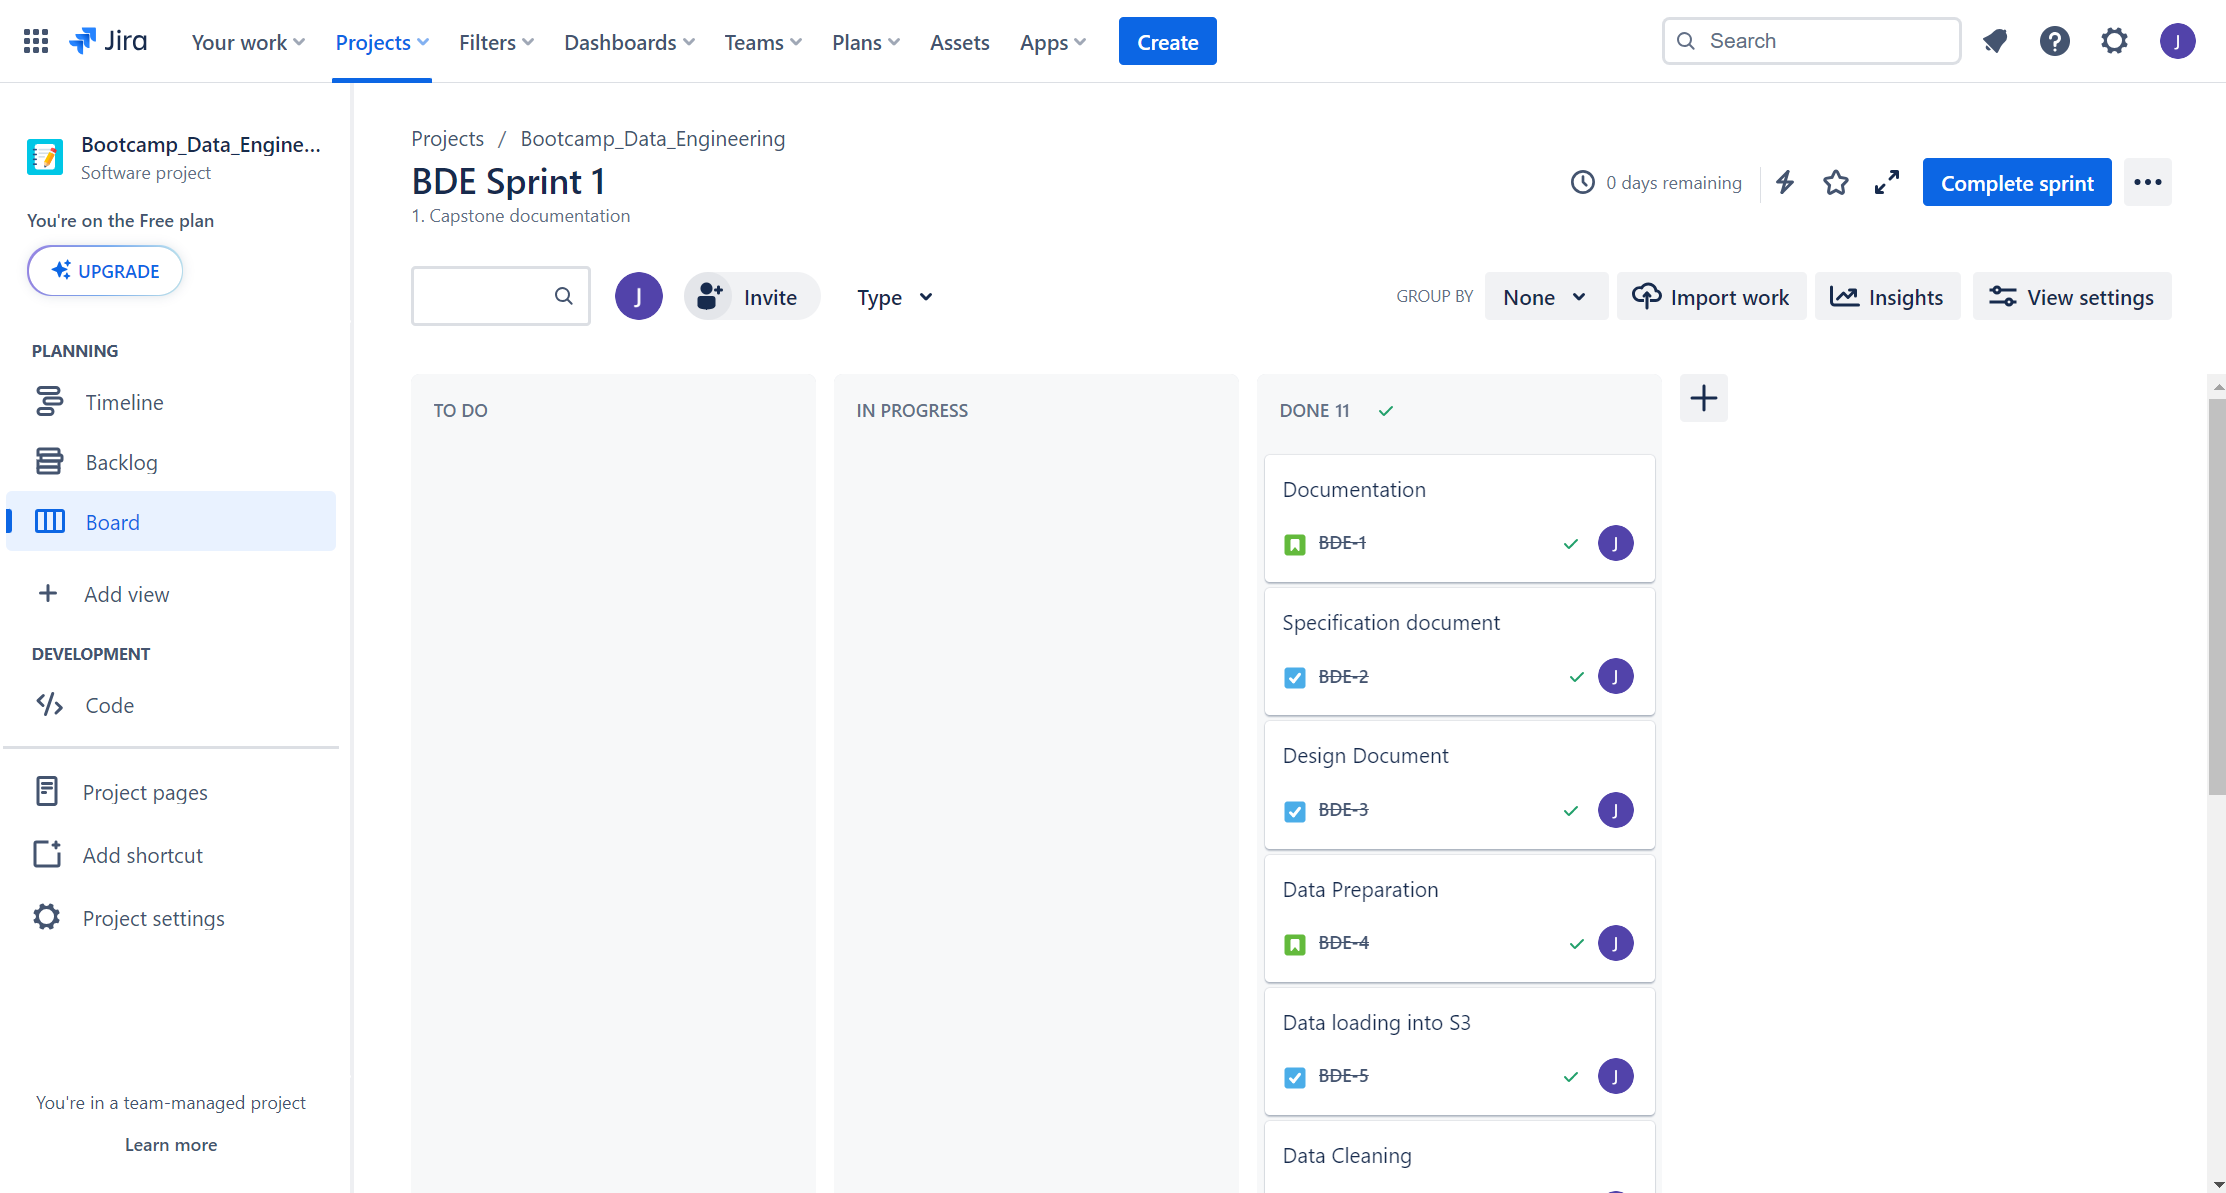 Jira
Your work
Projects
Filters
Dashboards
Teams
Plans
Assets
Apps
Create
Search
J
Bootcamp_Data_Engine...
Software project
You're on the Free plan
UPGRADE
PLANNING
Timeline
Backlog
Board
Add view
DEVELOPMENT
Code
Project pages
Add shortcut
Project settings
You're in a team-managed project
Learn more
Projects / Bootcamp_Data_Engineering
BDE Sprint 1
1. Capstone documentation
0 days remaining
Complete sprint
J
Invite
Type
GROUP BY
None
Import work
Insights
View settings
TO DO
IN PROGRESS
DONE 11
Documentation
BDE-1
J
Specification document
BDE-2
J
Design Document
BDE-3
J
Data Preparation
BDE-4
J
Data loading into S3
BDE-5
J
Data Cleaning